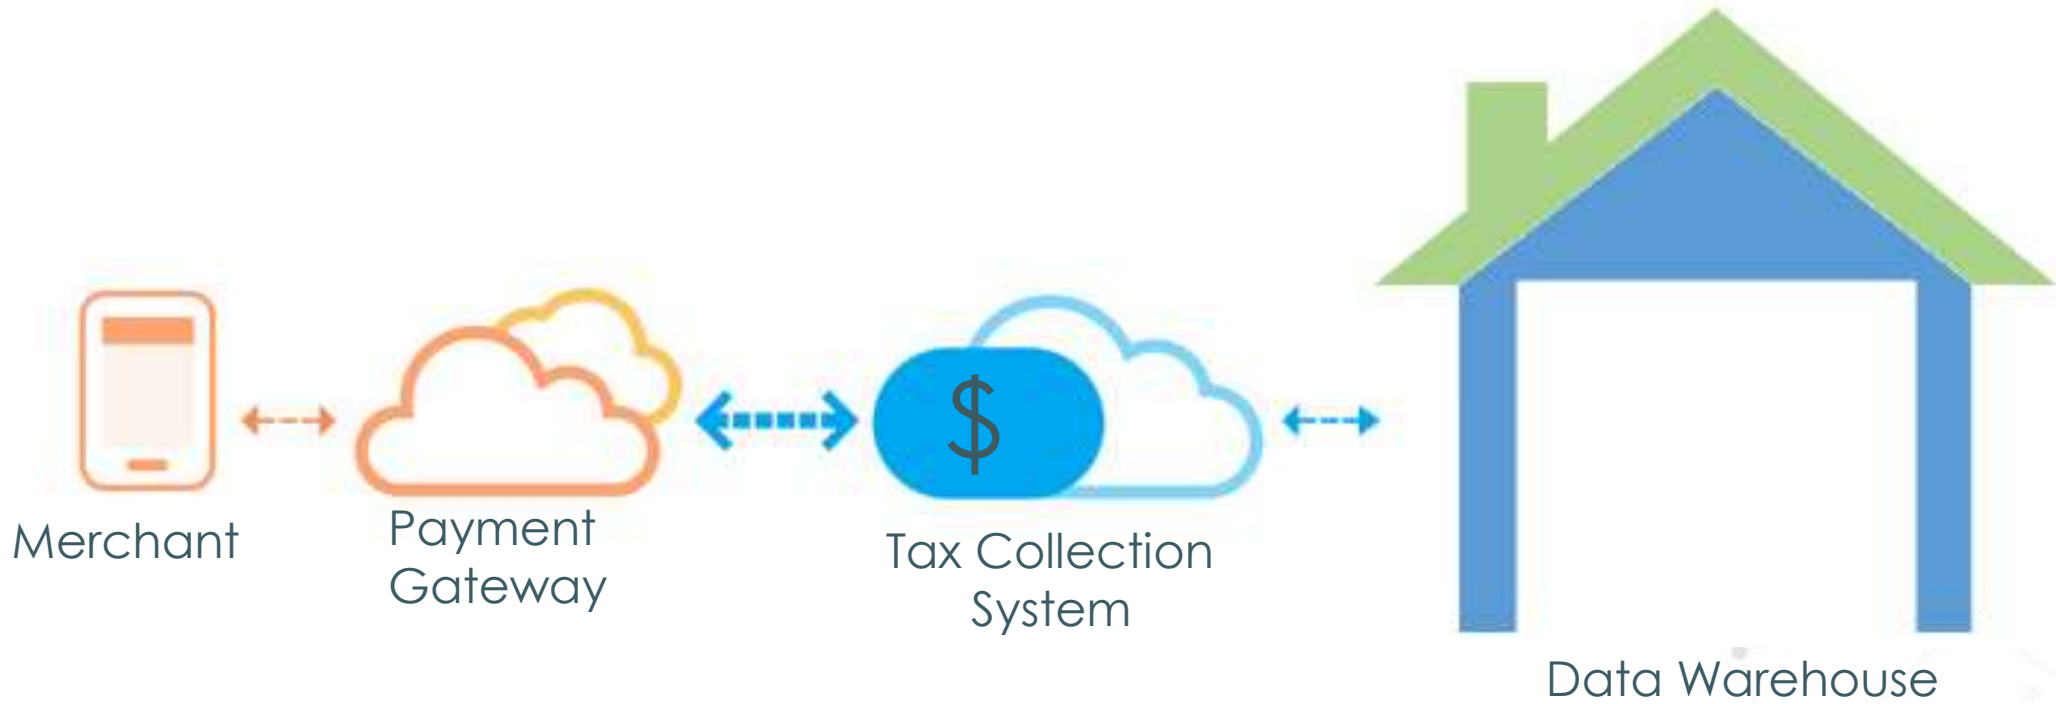 $
Merchant
Payment
Gateway
Tax Collection
System
Data Warehouse